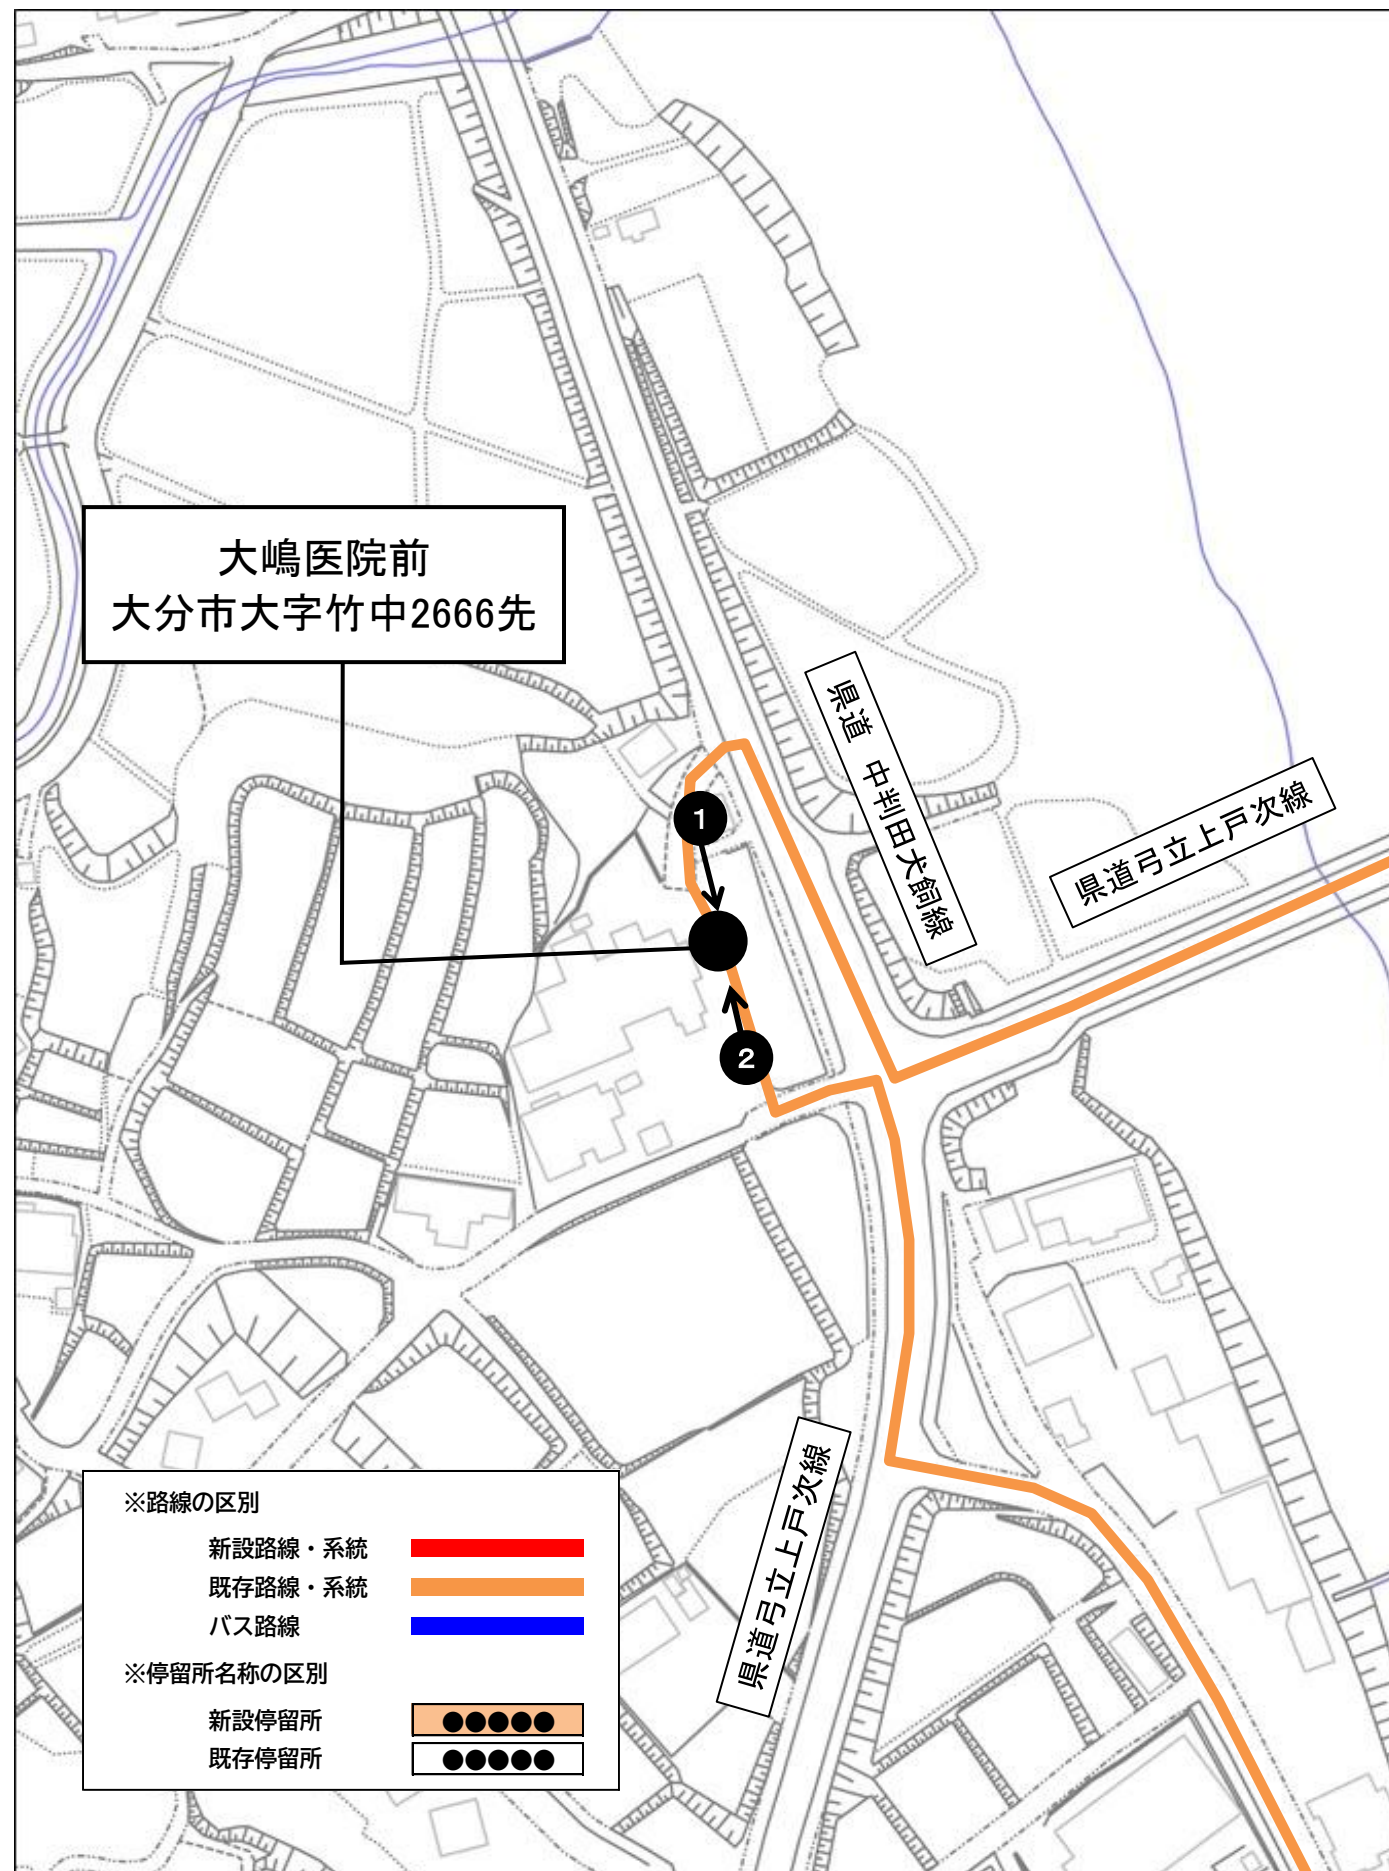 大嶋医院前
大分市大字竹中2666先
県道 中判田犬飼線
県道弓立上戸次線
1
2
県道弓立上戸次線
※路線の区別
新設路線・系統
既存路線・系統
バス路線
※停留所名称の区別
新設停留所
●●●●●
既存停留所
●●●●●